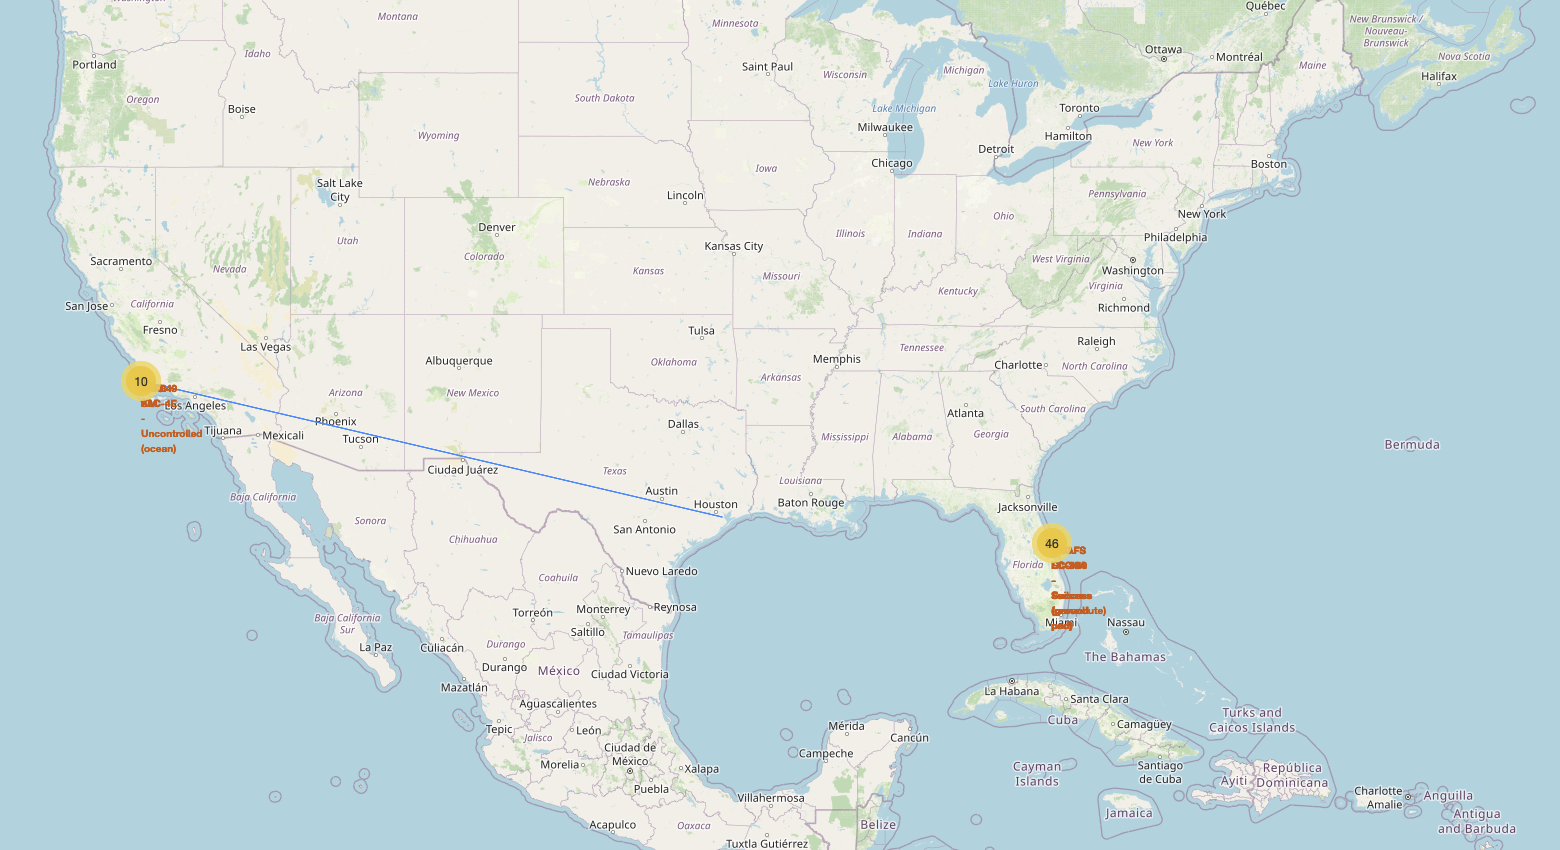 Québec
Montana
Minnesota
New Brunswick / Nouveau-Brunswick
Idaho
Portland
Saint Paul
Wisconsin
Michigan
Ottawa
Montréal
Maine
Nova Scotia
Halifax
Lake Huron
Oregon
Boise
South Dakota
Lake Michigan
Toronto
Milwaukee
Hamilton
Wyoming
New York
Detroit
Chicago
Boston
Iowa
Salt Lake City
Nebraska
Lincoln
Pennsylvania
New York
Ohio
Denver
Illinois
Indiana
Philadelphia
Utah
Kansas City
Colorado
Sacramento
Nevada
Kansas
Missouri
West Virginia
Washington
Virginia
San Jose
California
Kentucky
Richmond
Fresno
Tulsa
Las Vegas
Raleigh
Tennessee
Albuquerque
Oklahoma
Memphis
Charlotte
North Carolina
10
Arkansas
Arizona
New Mexico
Los Angeles
South Carolina
Atlanta
Phoenix
Dallas
-
Uncontrolled
(ocean)
Tijuana
Mexicali
Tucson
Mississippi
Alabama
Georgia
Bermuda
Ciudad Juárez
Texas
Louisiana
Baja California
Austin
Houston
Baton Rouge
Jacksonville
Sonora
San Antonio
Chihuahua
46
Florida
Coahuila
Nuevo Laredo
-
Torreón
Monterrey
Reynosa
Baja California Sur
Saltillo
Tamaulipas
Miami
Nassau
La Paz
Culiacán
Durango
The Bahamas
Durango
México
Ciudad Victoria
Mazatlán
La Habana
Santa Clara
Aguascalientes
Turks and Caicos Islands
Cuba
Camagüey
Tepic
León
Mérida
Jalisco
Cancún
Ciudad de México
Campeche
Morelia
Xalapa
Cayman Islands
Santiago de Cuba
Ayiti
República Dominicana
Puebla
Villahermosa
Charlotte Amalie
Anguilla
Acapulco
Oaxaca
Belize
Jamaica
Antigua and Barbuda
Tuxtla Gutiérrez